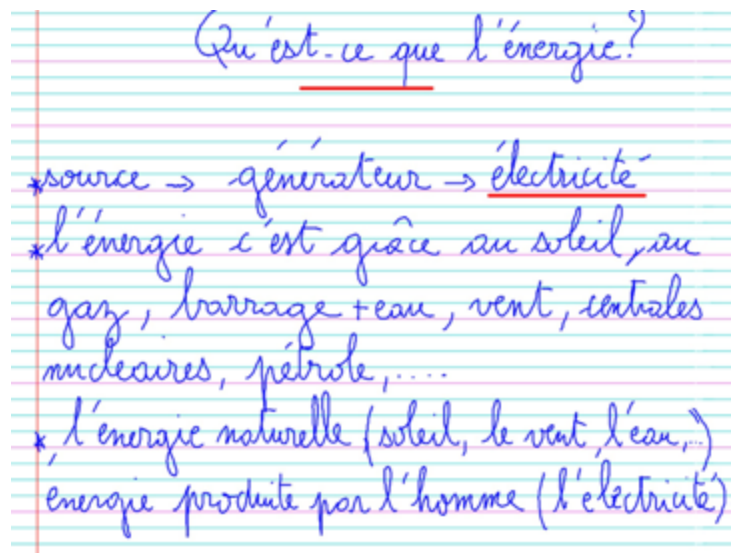 Qu'est-ce que l'énergie?
*source → générateur → électricité
*l'énergie c'est grâce au soleil, au
gaz, barrage + eau, vent, centrales
nucléaires, pétrole,....
*l'énergie naturelle (soleil, le vent, l'eau,..)
énergie produite par l'homme (l'électricité)